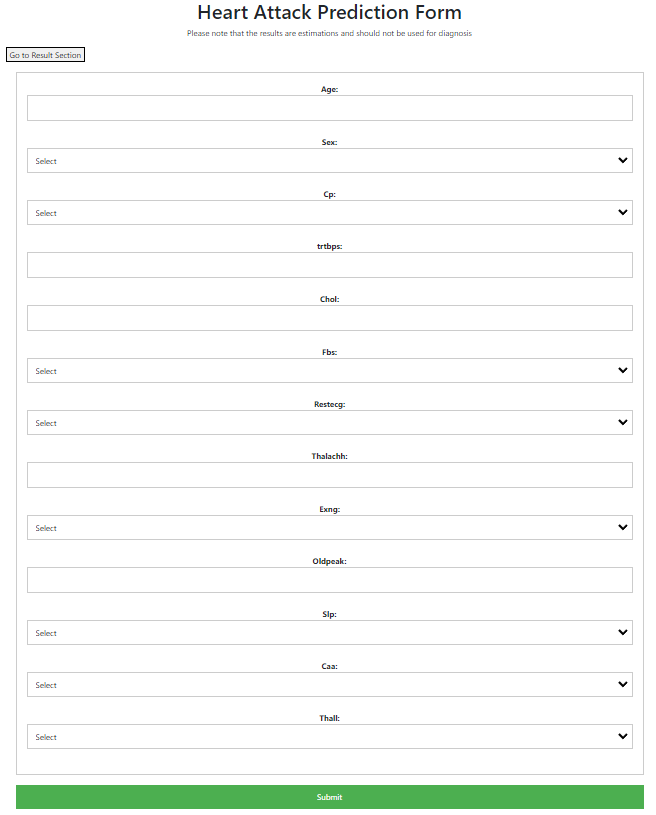 Heart Attack Prediction Form
Please note that the results are estimations and should not be used for diagnosis
Go to Result Section
Age:
Sex:
Select
Cp:
Select
trtbps:
Chol:
Fbs:
Select
Restecg:
Select
Thalachh:
Exng:
Select
Oldpeak:
Slp:
Select
Caa:
Select
Thall:
Select
Submit